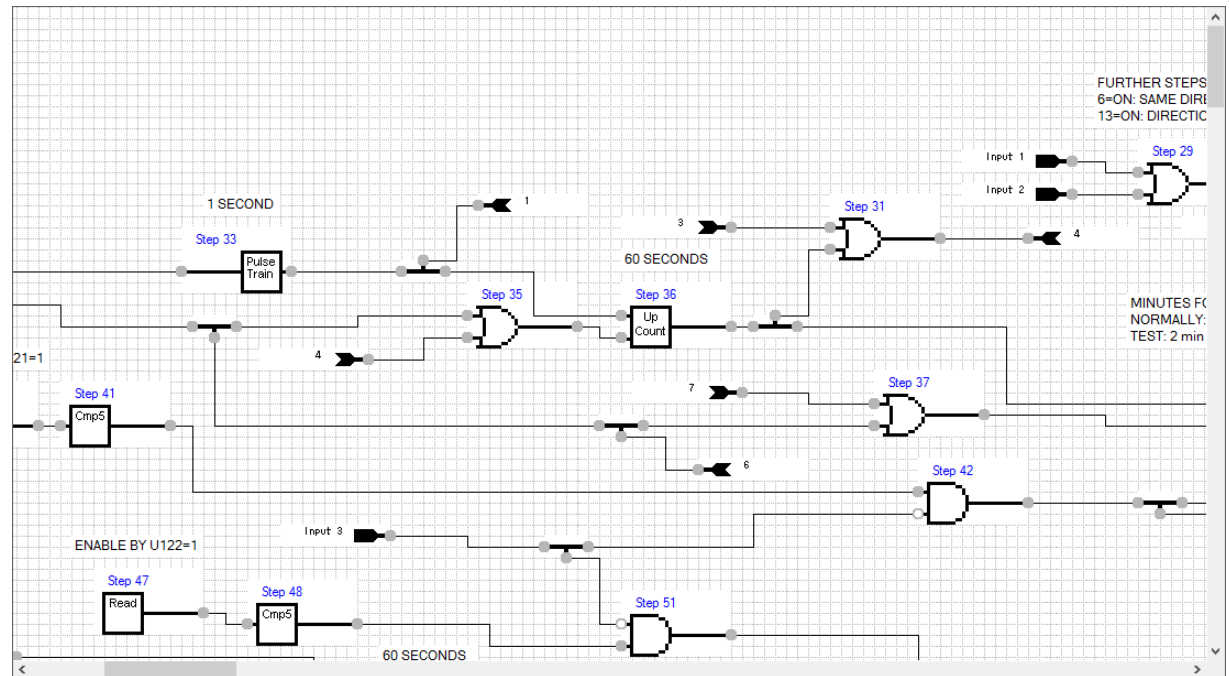 FURTHER STEPS
6=ON: SAME DIRE
13=ON: DIRECTIC
Step 29
Input 1
Input 2
1 SECOND
1
Step 31
3
4
Step 33
Pulse
Train
60 SECONDS
Step 35
Step 36
Up
Count
MINUTES FO
NORMALLY:
TEST: 2 min
4
21=1
Step 41
Cmp5
7
Step 37
6
Step 42
Input 3
ENABLE BY U122=1
Step 47
Read
Step 48
Cmp5
Step 51
60 SECONDS